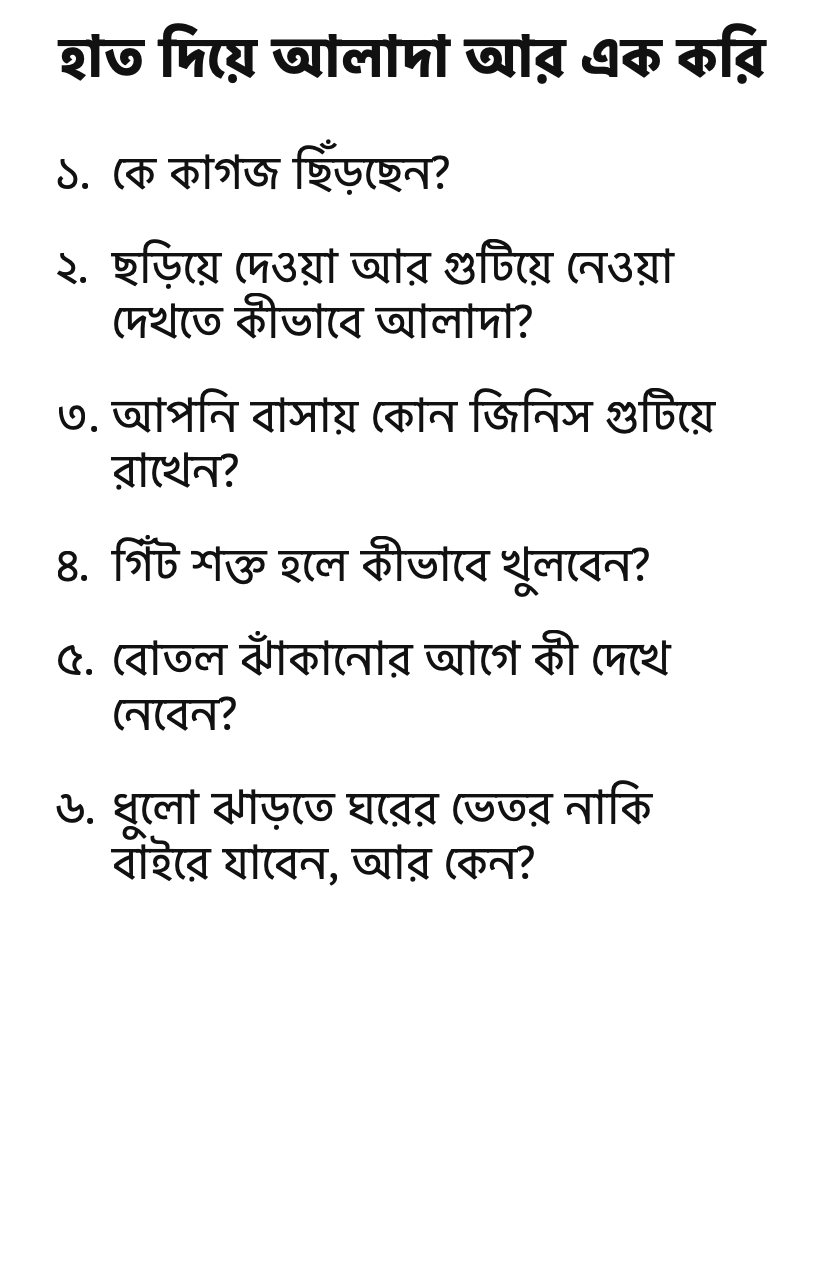 হাত দিয়ে আলাদা আর এক করি
১. কে কাগজ ছিঁড়ছেন?
২. ছড়িয়ে দেওয়া আর গুটিয়ে নেওয়া
দেখতে কীভাবে আলাদা?
৩. আপনি বাসায় কোন জিনিস গুটিয়ে
রাখেন?
৪. গিঁট শক্ত হলে কীভাবে খুলবেন?
৫. বোতল ঝাঁকানোর আগে কী দেখে
নেবেন?
৬. ধুলো ঝাড়তে ঘরের ভেতর নাকি
বাইরে যাবেন, আর কেন?